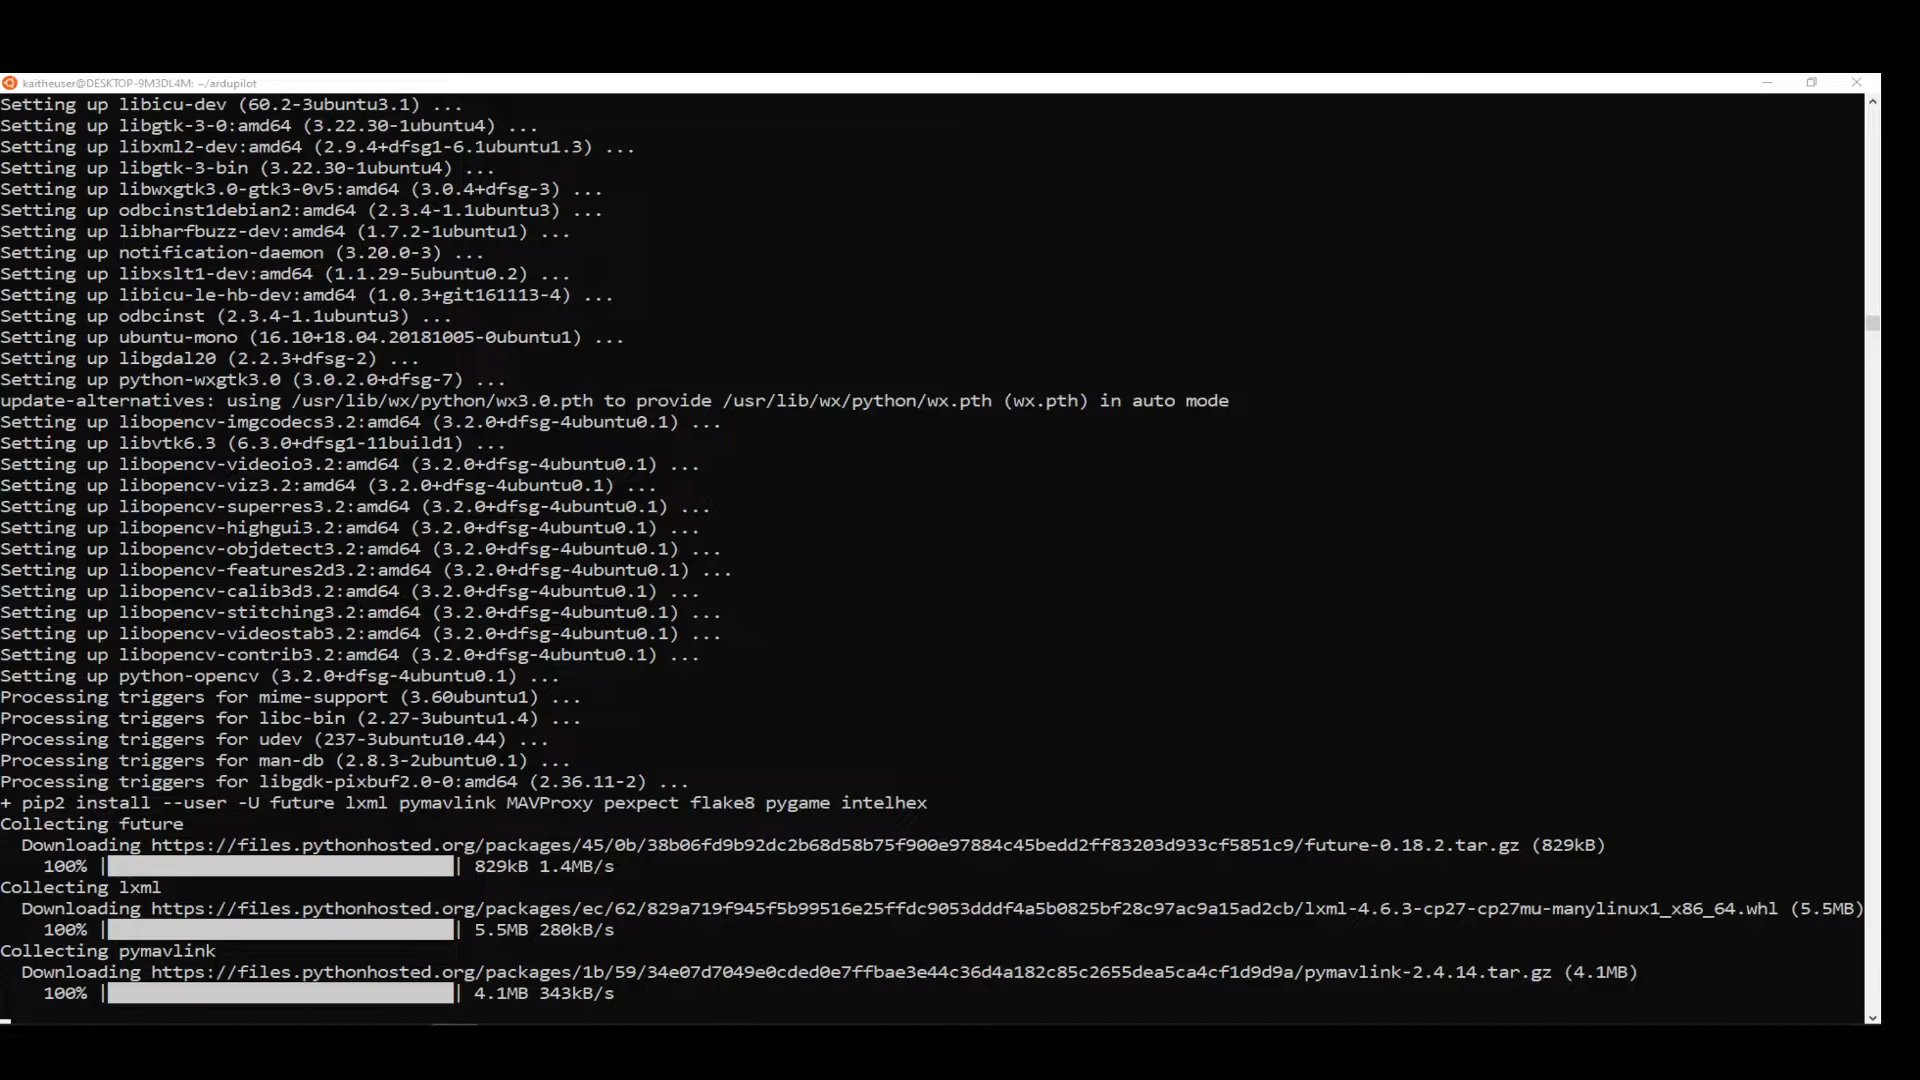 kaitheuser@DESKTOP-9M3DL4M: ~/ardupilot
Setting up libicu-dev (60.2-3ubuntu3.1) ...
Setting up libgtk-3-0:amd64 (3.22.30-1ubuntu4) ...
Setting up libxml2-dev:amd64 (2.9.4+dfsg1-6.1ubuntu1.3) ...
Setting up libgtk-3-bin (3.22.30-1ubuntu4) ...
Setting up libwxgtk3.0-gtk3-0v5:amd64 (3.0.4+dfsg-3) ...
Setting up odbcinst1debian2:amd64 (2.3.4-1.1ubuntu3) ...
Setting up libharfbuzz-dev:amd64 (1.7.2-1ubuntu1) ...
Setting up notification-daemon (3.20.0-3) ...
Setting up libxslt1-dev:amd64 (1.1.29-5ubuntu0.2) ...
Setting up libicu-le-hb-dev:amd64 (1.0.3+git161113-4) ...
Setting up odbcinst (2.3.4-1.1ubuntu3) ...
Setting up ubuntu-mono (16.10+18.04.20181005-0ubuntu1) ...
Setting up libgdal20 (2.2.3+dfsg-2) ...
Setting up python-wxgtk3.0 (3.0.2.0+dfsg-7) ...
update-alternatives: using /usr/lib/wx/python/wx3.0.pth to provide /usr/lib/wx/python/wx.pth (wx.pth) in auto mode
Setting up libopencv-imgcodecs3.2:amd64 (3.2.0+dfsg-4ubuntu0.1) ...
Setting up libvtk6.3 (6.3.0+dfsg1-11build1) ...
Setting up libopencv-videoio3.2:amd64 (3.2.0+dfsg-4ubuntu0.1) ...
Setting up libopencv-viz3.2:amd64 (3.2.0+dfsg-4ubuntu0.1) ...
Setting up libopencv-superres3.2:amd64 (3.2.0+dfsg-4ubuntu0.1) ...
Setting up libopencv-highgui3.2:amd64 (3.2.0+dfsg-4ubuntu0.1) ...
Setting up libopencv-objdetect3.2:amd64 (3.2.0+dfsg-4ubuntu0.1) ...
Setting up libopencv-features2d3.2:amd64 (3.2.0+dfsg-4ubuntu0.1) ...
Setting up libopencv-calib3d3.2:amd64 (3.2.0+dfsg-4ubuntu0.1) ...
Setting up libopencv-stitching3.2:amd64 (3.2.0+dfsg-4ubuntu0.1) ...
Setting up libopencv-videostab3.2:amd64 (3.2.0+dfsg-4ubuntu0.1) ...
Setting up libopencv-contrib3.2:amd64 (3.2.0+dfsg-4ubuntu0.1) ...
Setting up python-opencv (3.2.0+dfsg-4ubuntu0.1) ...
Processing triggers for mime-support (3.60ubuntu1) ...
Processing triggers for libc-bin (2.27-3ubuntu1.4) ...
Processing triggers for udev (237-3ubuntu10.44) ...
Processing triggers for man-db (2.8.3-2ubuntu0.1) ...
Processing triggers for libgdk-pixbuf2.0-0:amd64 (2.36.11-2) ...
+ pip2 install --user -U future lxml pymavlink MAVProxy pexpect flake8 pygame intelhex
Collecting future
Downloading https://files.pythonhosted.org/packages/45/0b/38b06fd9b92dc2b68d58b75f900e97884c45bedd2ff83203d933cf5851c9/future-0.18.2.tar.gz (829kB)
100% | | 829kB 1.4MB/s
Collecting lxml
Downloading https://files.pythonhosted.org/packages/ec/62/829a719f945f5b99516e25ffdc9053dddf4a5b0825bf28c97ac9a15ad2cb/lxml-4.6.3-cp27-cp27mu-manylinux1_x86_64.whl (5.5MB)
100% | | 5.5MB 280kB/s
Collecting pymavlink
Downloading https://files.pythonhosted.org/packages/1b/59/34e07d7049e0cded0e7ffbae3e44c36d4a182c85c2655dea5ca4cf1d9d9a/pymavlink-2.4.14.tar.gz (4.1MB)
100% | | 4.1MB 343kB/s